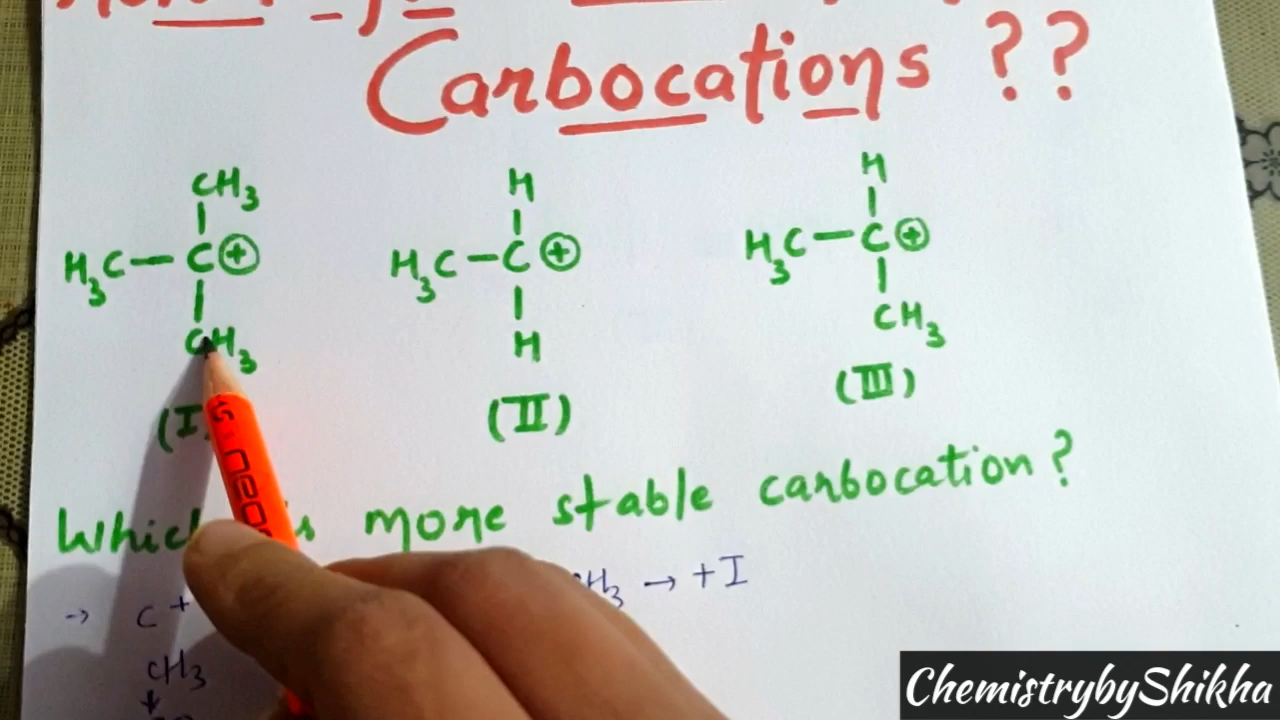 Carbocations ??
CH3 H H
H3C—C⊕ H3C—C⊕ H3C—C⊕
CH3 H CH3
(I) (II) (III)
more stable carbocation?
→ C+ → +I
CH3
ChemistrybyShikha